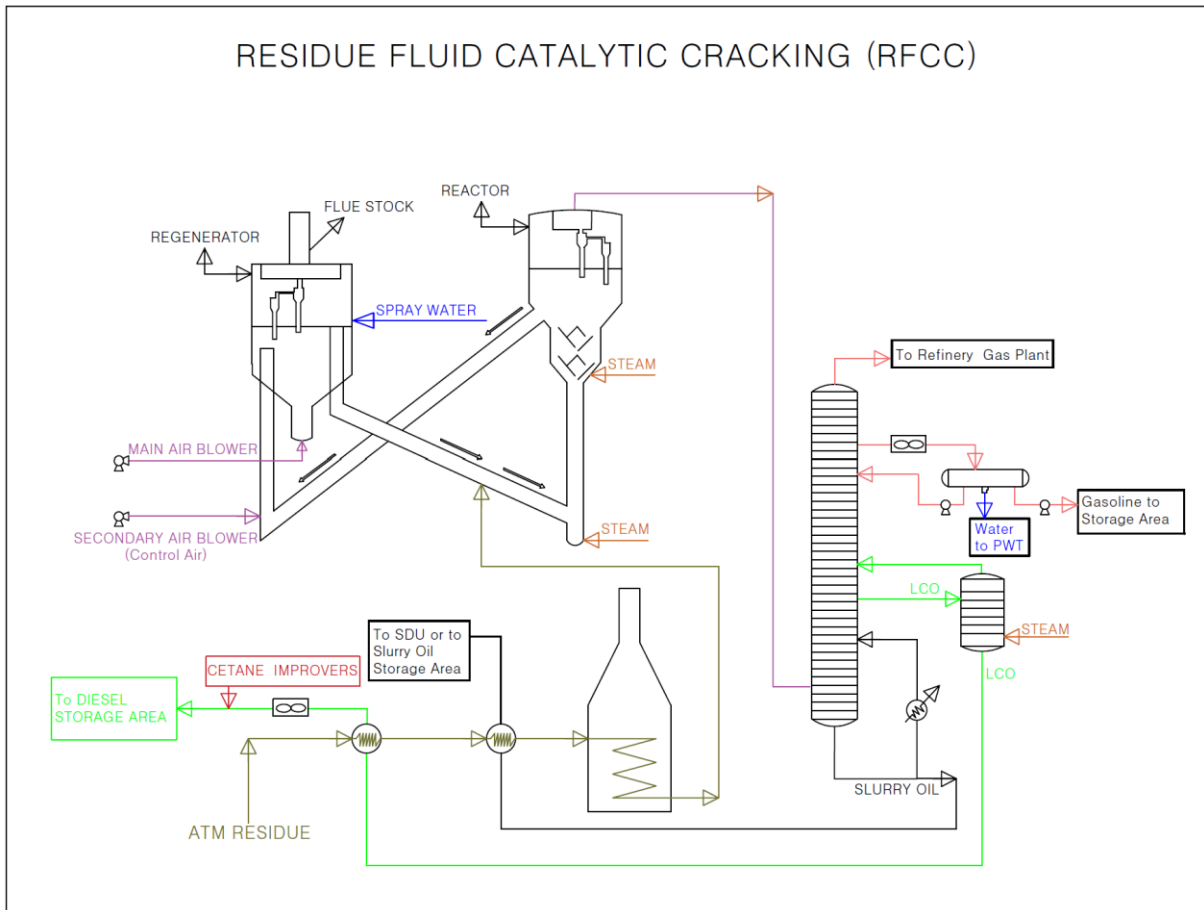 RESIDUE FLUID CATALYTIC CRACKING (RFCC)
REACTOR
FLUE STOCK
REGENERATOR
SPRAY WATER
STEAM
To Refinery Gas Plant
MAIN AIR BLOWER
SECONDARY AIR BLOWER
(Control Air)
STEAM
Gasoline to
Storage Area
Water
to PWT
LCO
STEAM
LCO
To SDU or to
Slurry Oil
Storage Area
CETANE IMPROVERS
To DIESEL
STORAGE AREA
SLURRY OIL
ATM RESIDUE